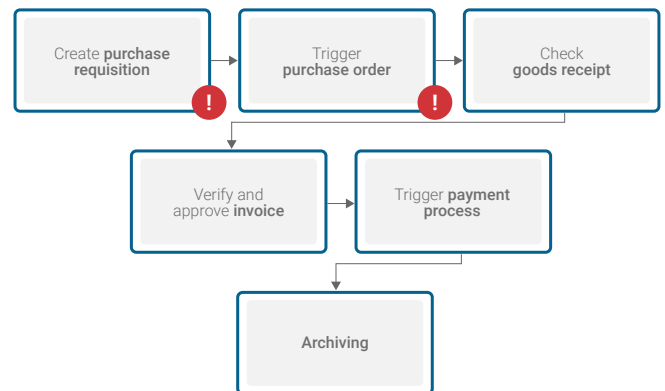 Create purchase
requisition
!
Trigger
purchase order
!
Check
goods receipt
Verify and
approve invoice
Trigger payment
process
Archiving